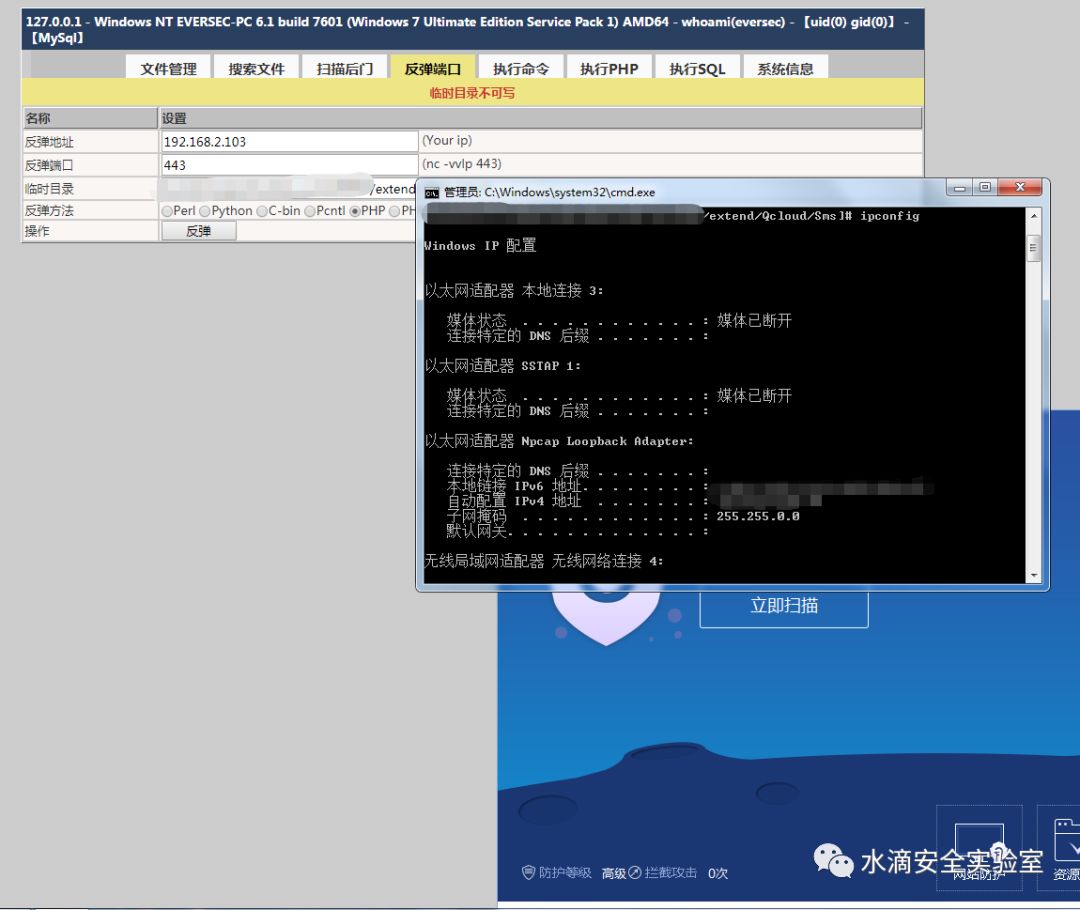 127.0.0.1 - Windows NT EVERSEC-PC 6.1 build 7601 (Windows 7 Ultimate Edition Service Pack 1) AMD64 - whoami(eversec) - 【uid(0) gid(0)】 -
【MySql】
文件管理 搜索文件 扫描后门 反弹端口 执行命令 执行PHP 执行SQL 系统信息
临时目录不可写
名称 设置
反弹地址 192.168.2.103 (Your ip)
反弹端口 443 (nc -vvlp 443)
临时目录 /extend
反弹方法 Perl Python C-bin Pcntl PHP PH
操作 反弹
管理员: C:\Windows\system32\cmd.exe
/extend/Qcloud/Sms]# ipconfig
Windows IP 配置
以太网适配器 本地连接 3:
媒体状态 . . . . . . . . . . . . : 媒体已断开
连接特定的 DNS 后缀 . . . . . . . :
以太网适配器 SSTAP 1:
媒体状态 . . . . . . . . . . . . : 媒体已断开
连接特定的 DNS 后缀 . . . . . . . :
以太网适配器 Npcap Loopback Adapter:
连接特定的 DNS 后缀 . . . . . . . :
本地链接 IPv6 地址. . . . . . . . :
自动配置 IPv4 地址 . . . . . . . :
子网掩码 . . . . . . . . . . . . : 255.255.0.0
默认网关. . . . . . . . . . . . . :
无线局域网适配器 无线网络连接 4:
立即扫描
防护等级 高级 拦截攻击 0次
网站防护 资源
水滴安全实验室